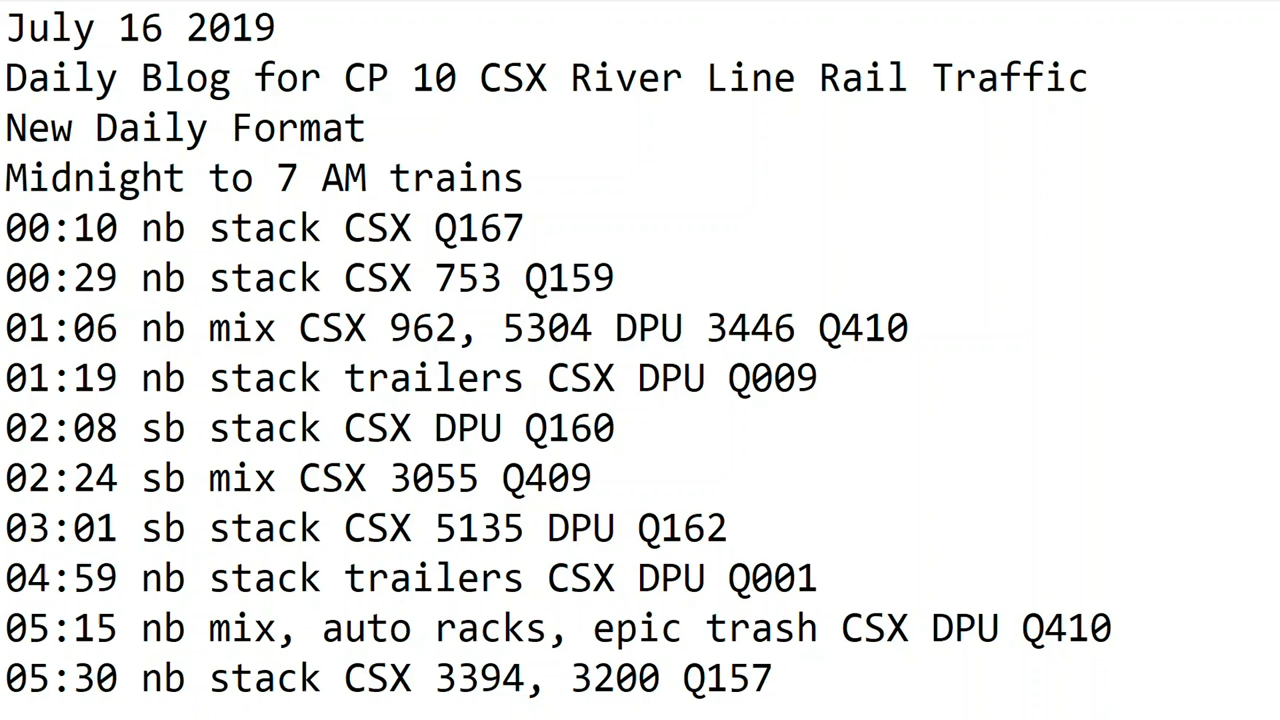 July 16 2019
Daily Blog for CP 10 CSX River Line Rail Traffic
New Daily Format
Midnight to 7 AM trains
00:10 nb stack CSX Q167
00:29 nb stack CSX 753 Q159
01:06 nb mix CSX 962, 5304 DPU 3446 Q410
01:19 nb stack trailers CSX DPU Q009
02:08 sb stack CSX DPU Q160
02:24 sb mix CSX 3055 Q409
03:01 sb stack CSX 5135 DPU Q162
04:59 nb stack trailers CSX DPU Q001
05:15 nb mix, auto racks, epic trash CSX DPU Q410
05:30 nb stack CSX 3394, 3200 Q157